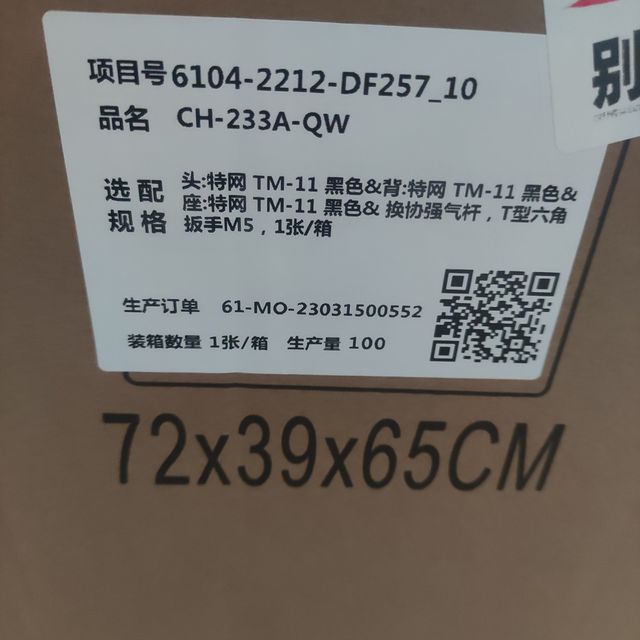 别
项目号 6104-2212-DF257_10
品名 CH-233A-QW
选配 头:特网 TM-11 黑色&背:特网 TM-11 黑色&
座:特网 TM-11 黑色& 换协强气杆，T型六角
规格 扳手M5，1张/箱
生产订单 61-MO-23031500552
装箱数量 1张/箱 生产量 100
72x39x65CM